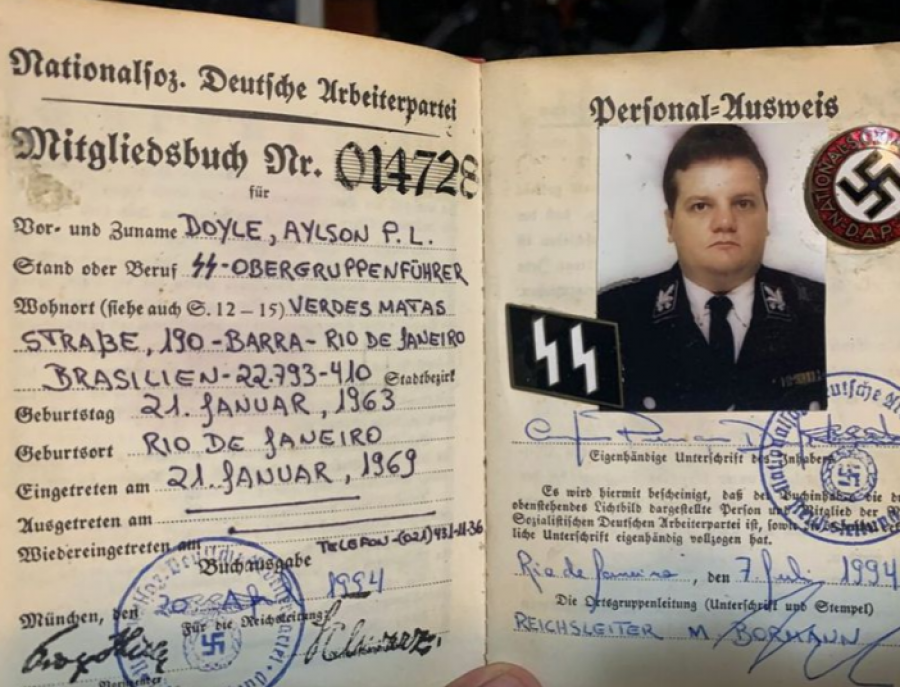 Nationalsoz. Deutsche Arbeiterpartei
Mitgliedsbuch Nr. 014728
für
Vor- und Zuname DOYLE, AYLSON P. L.
Stand oder Beruf SS-OBERGRUPPENFÜHRER
Wohnort (siehe auch S. 12 – 15) VERDES MATAS
STRAßE, 190 - BARRA - RIO DE JANEIRO
BRASILIEN - 22.793-410 Stadtbezirk
Geburtstag 21. JANUAR, 1963
Geburtsort RIO DE JANEIRO
Eingetreten am 21. JANUAR, 1969
Ausgetreten am
Wiedereingetreten am
TELEFON-(021)431-11-36
Buchausgabe
München, den 20 1994
Für die Reichsleitung:
Personal-Ausweis
NATIONALSO
N.D.A.P.
SS
Eigenhändige Unterschrift des Inhabers
Es wird hiermit bescheinigt, daß der Buchinhaber die
obenstehendes Lichtbild dargestellte Person und Mitglied der
Sozialistischen Deutschen Arbeiterpartei ist, sowie
liche Unterschrift eigenhändig vollzogen hat.
Rio de Janeiro, den 7 Juli 1994
Die Ortsgruppenleitung (Unterschrift und Stempel)
REICHSLEITER M. BORMANN